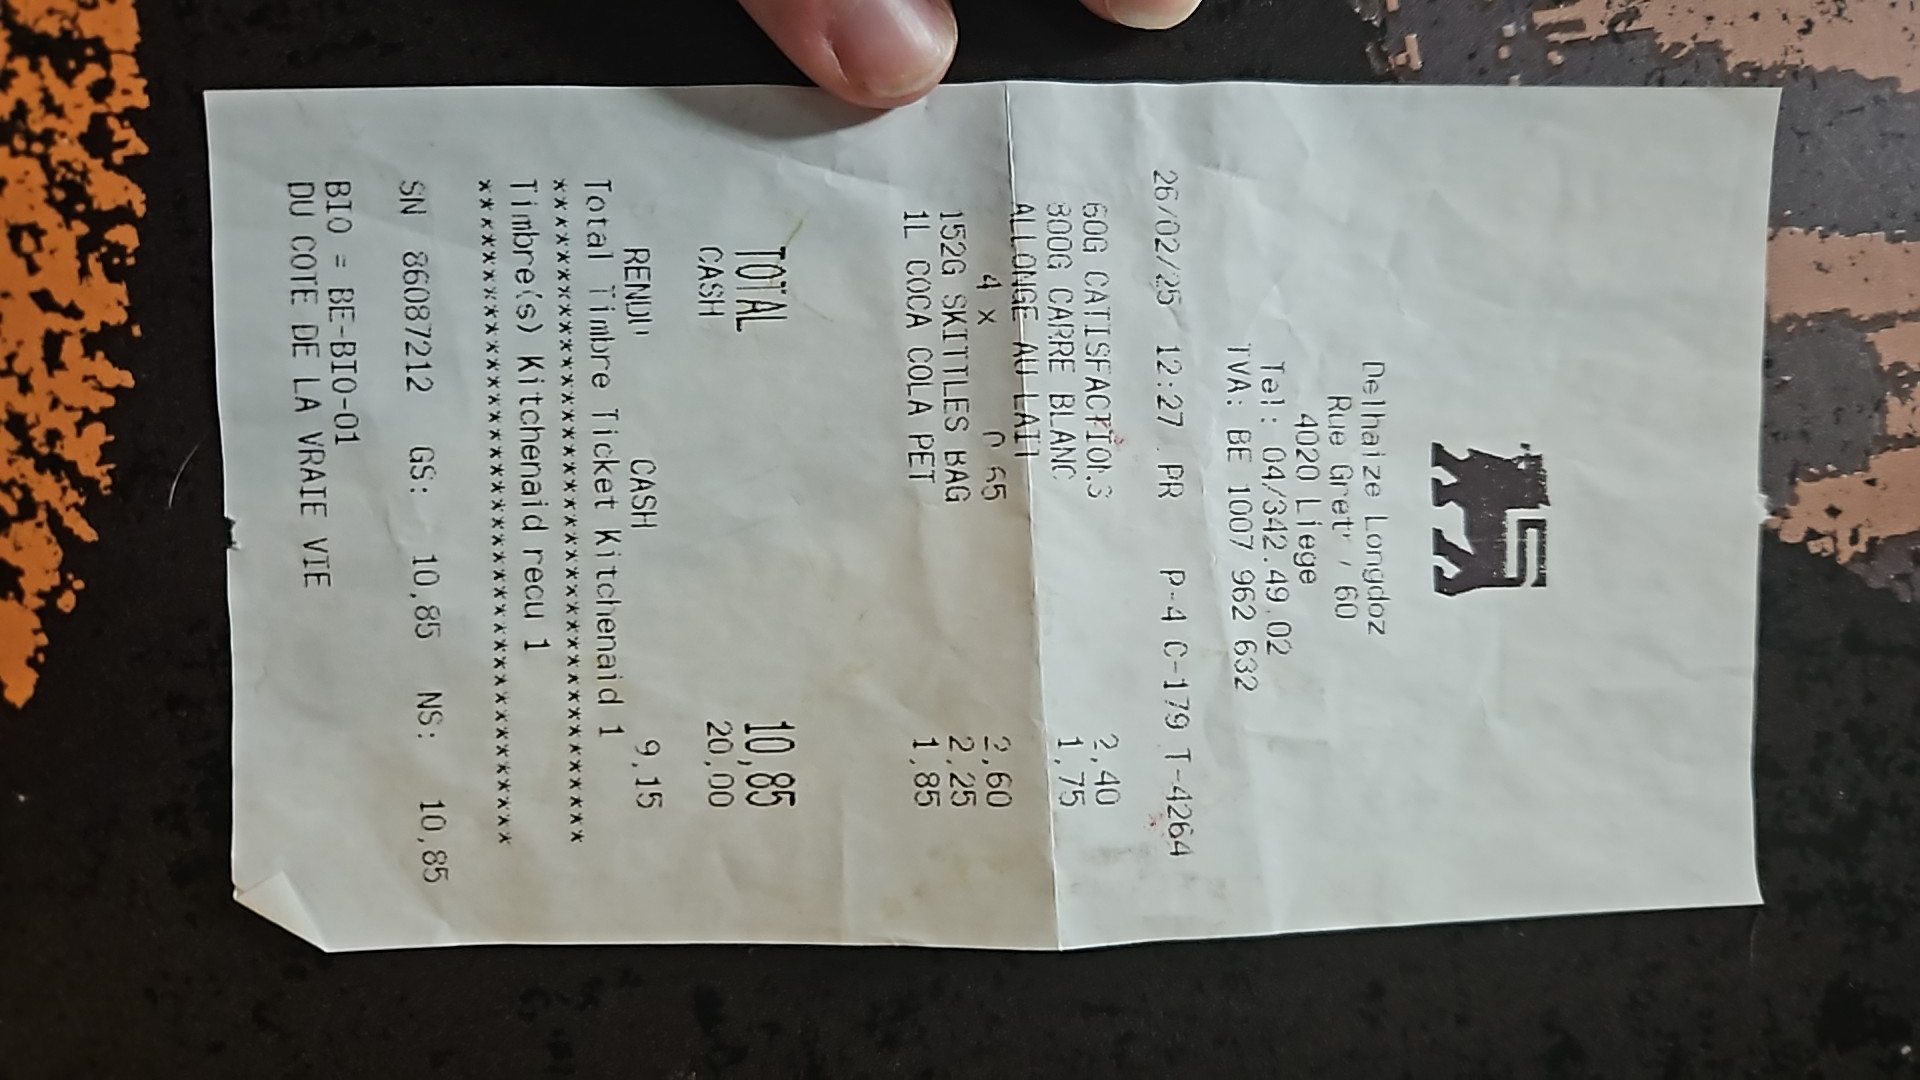 Delhaize Longdoz
Rue Gret" / 60
4020 Liege
Tel: 04/342.49.02
TVA: BE 1007 962 632
26/02/25 12:27 PR P-4 C-179 T-4264
60G CATISFACTIONS 2,40
800G CARRE BLANC 1,75
ALLONGE AU LAIT
4 x 0,65 2,60
152G SKITTLES BAG 2,25
1L COCA COLA PET 1,85
TOTAL 10,85
CASH 20,00
RENDU CASH 9,15
Total Timbre Ticket Kitchenaid 1
****************************************
Timbre(s) Kitchenaid recu 1
****************************************
SN 86087212 GS: 10,85 NS: 10,85
BIO = BE-BIO-01
DU COTE DE LA VRAIE VIE